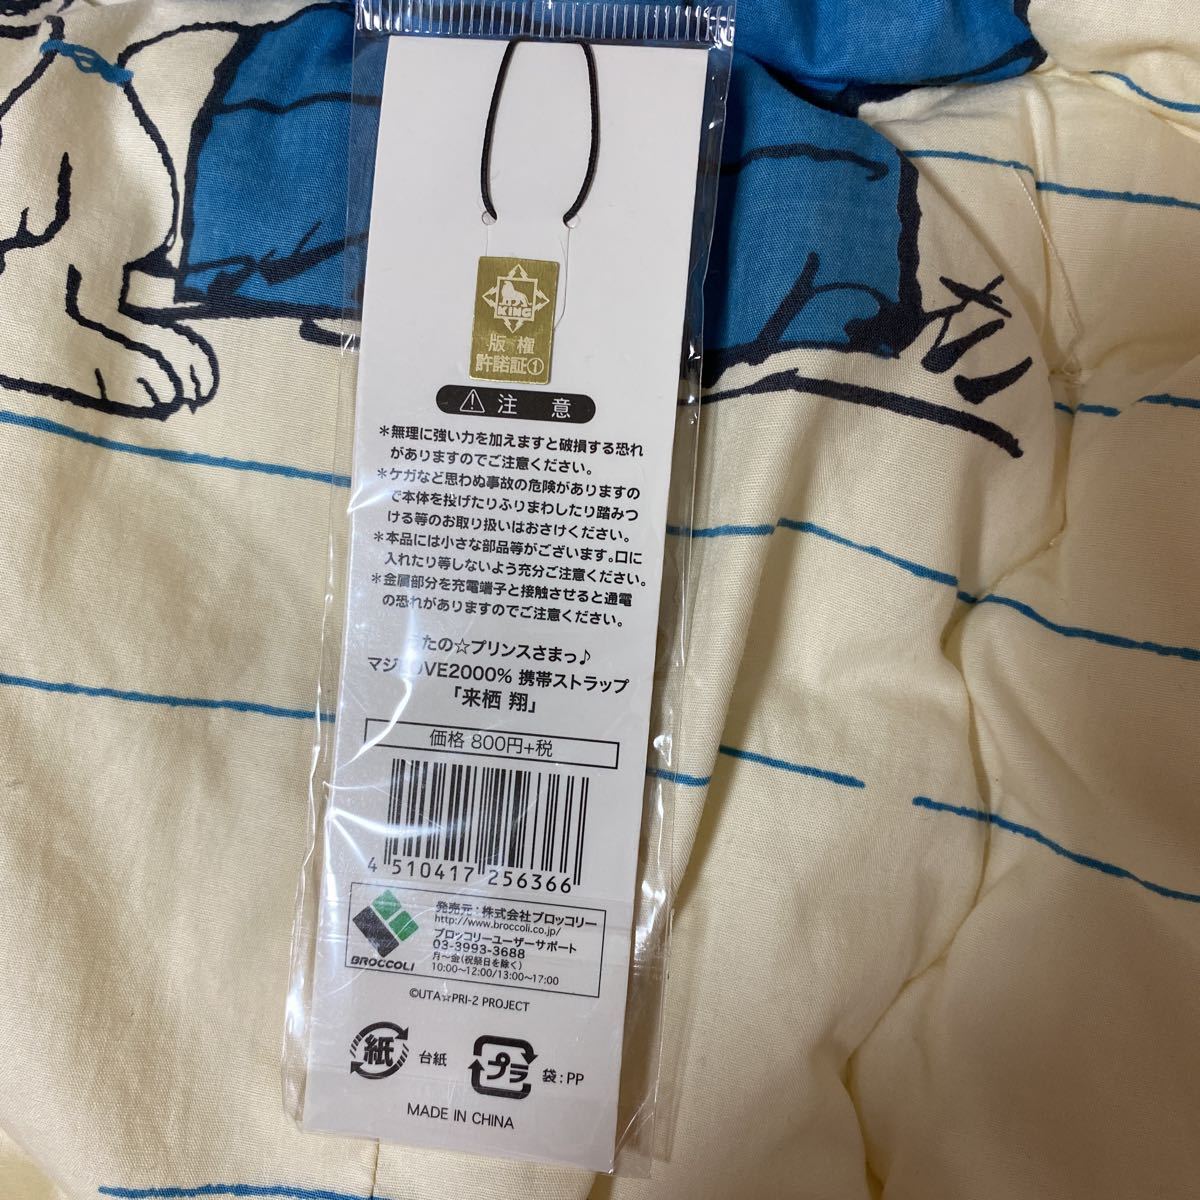 KING
版権
許諾証①
注意
＊無理に強い力を加えますと破損する恐れ
がありますのでご注意ください。
＊ケガなど思わぬ事故の危険がありますの
で本体を投げたりふりまわしたり踏みつ
ける等のお取り扱いはおさけください。
＊本品には小さな部品等がございます。口に
入れたり等しないよう充分ご注意ください。
＊金属部分を充電端子と接触させると通電
の恐れがありますのでご注意ください。
うたの☆プリンスさまっ♪
マジLOVE2000% 携帯ストラップ
「来栖 翔」
価格 800円+税
4 510417 256366
BROCCOLI
発売元：株式会社ブロッコリー
http://www.broccoli.co.jp/
ブロッコリーユーザーサポート
03-3993-3688
月～金(祝祭日を除く)
10:00～12:00/13:00～17:00
©UTA☆PRI-2 PROJECT
紙 台紙
プラ 袋：PP
MADE IN CHINA